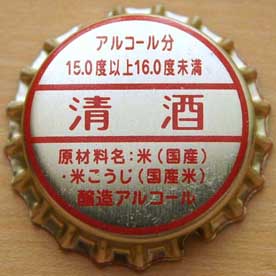 アルコール分
15.0度以上16.0度未満
清酒
原材料名:米(国産)
・米こうじ(国産米)
醸造アルコール